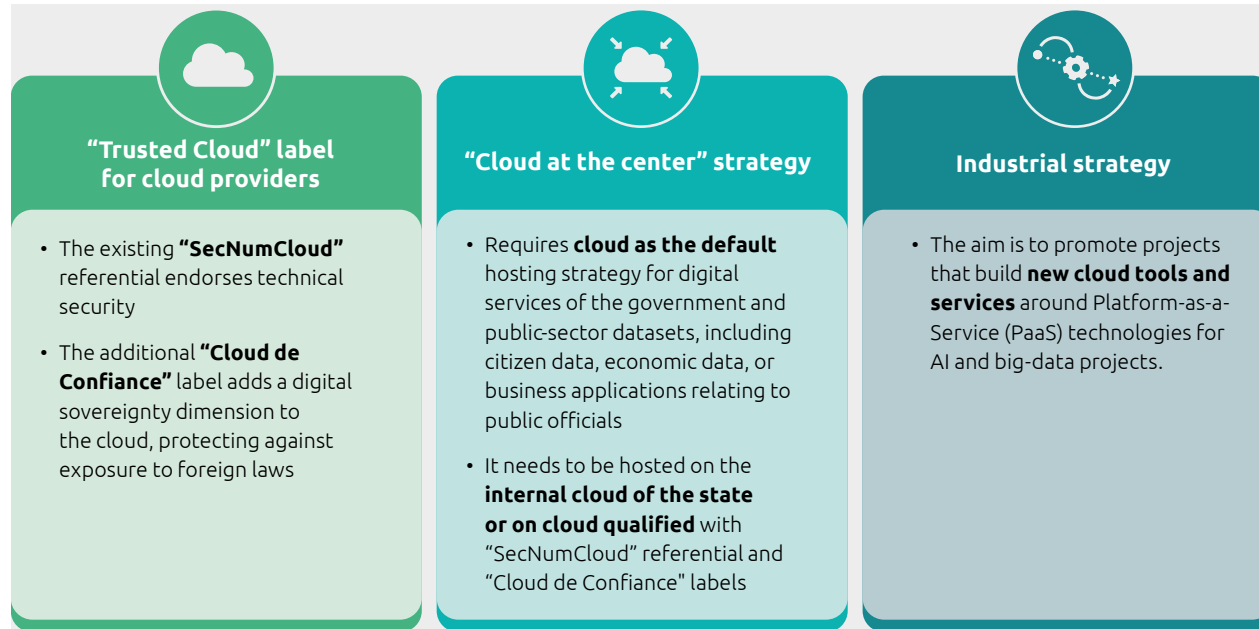 “Trusted Cloud” label
for cloud providers
• The existing “SecNumCloud”
referential endorses technical
security
• The additional “Cloud de
Confiance” label adds a digital
sovereignty dimension to
the cloud, protecting against
exposure to foreign laws
“Cloud at the center” strategy
• Requires cloud as the default
hosting strategy for digital
services of the government and
public-sector datasets, including
citizen data, economic data, or
business applications relating to
public officials
• It needs to be hosted on the
internal cloud of the state
or on cloud qualified with
“SecNumCloud” referential and
“Cloud de Confiance" labels
Industrial strategy
• The aim is to promote projects
that build new cloud tools and
services around Platform-as-a-
Service (PaaS) technologies for
AI and big-data projects.